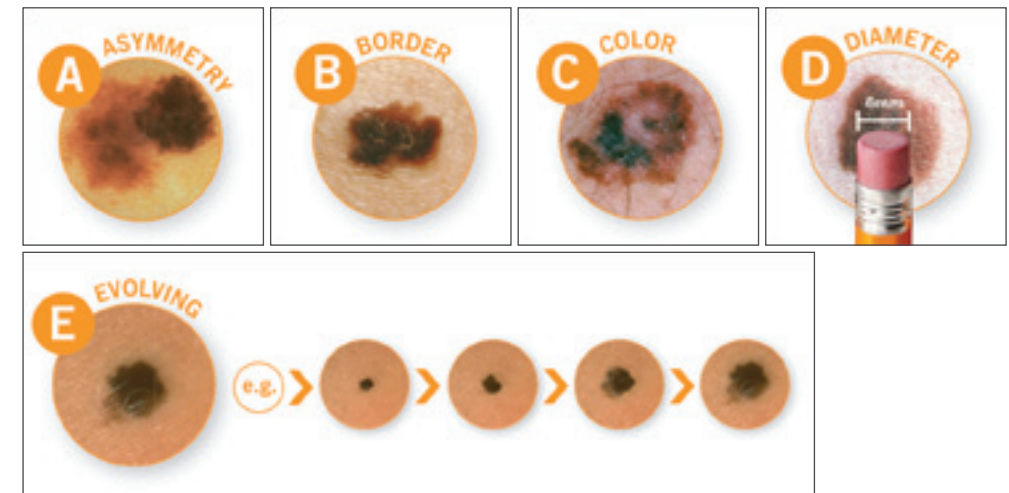 A ASYMMETRY
B BORDER
C COLOR
D DIAMETER
6mm
E EVOLVING
e.g.